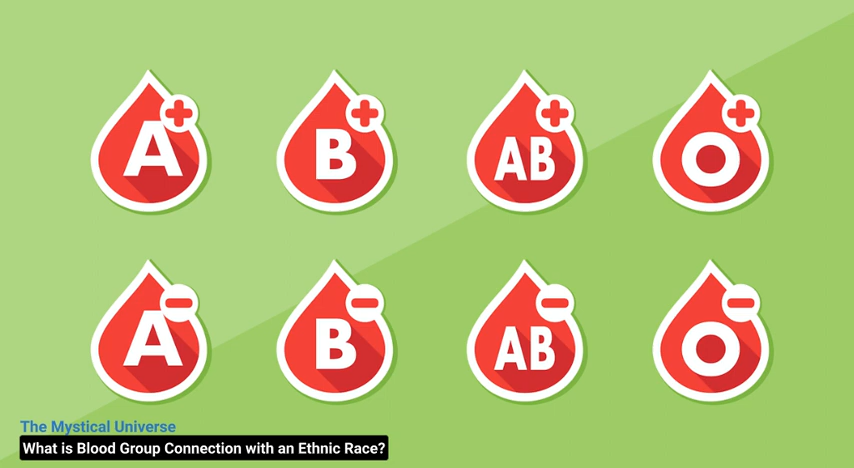 A+ B+ AB+ O+
A- B- AB- O-
The Mystical Universe
What is Blood Group Connection with an Ethnic Race?